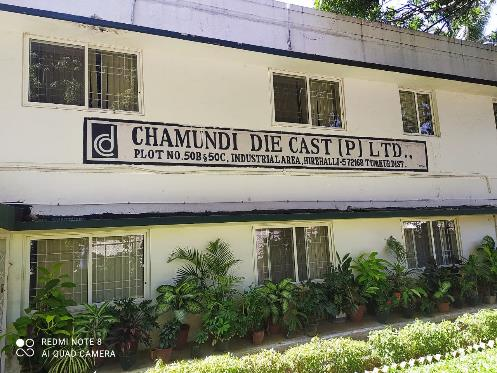 CHAMUNDI DIE CAST (P) LTD.,
PLOT NO. 50B & 50C, INDUSTRIAL AREA, HIREHALLI-572168 TUMKUR DIST.
REDMI NOTE 8
AI QUAD CAMERA